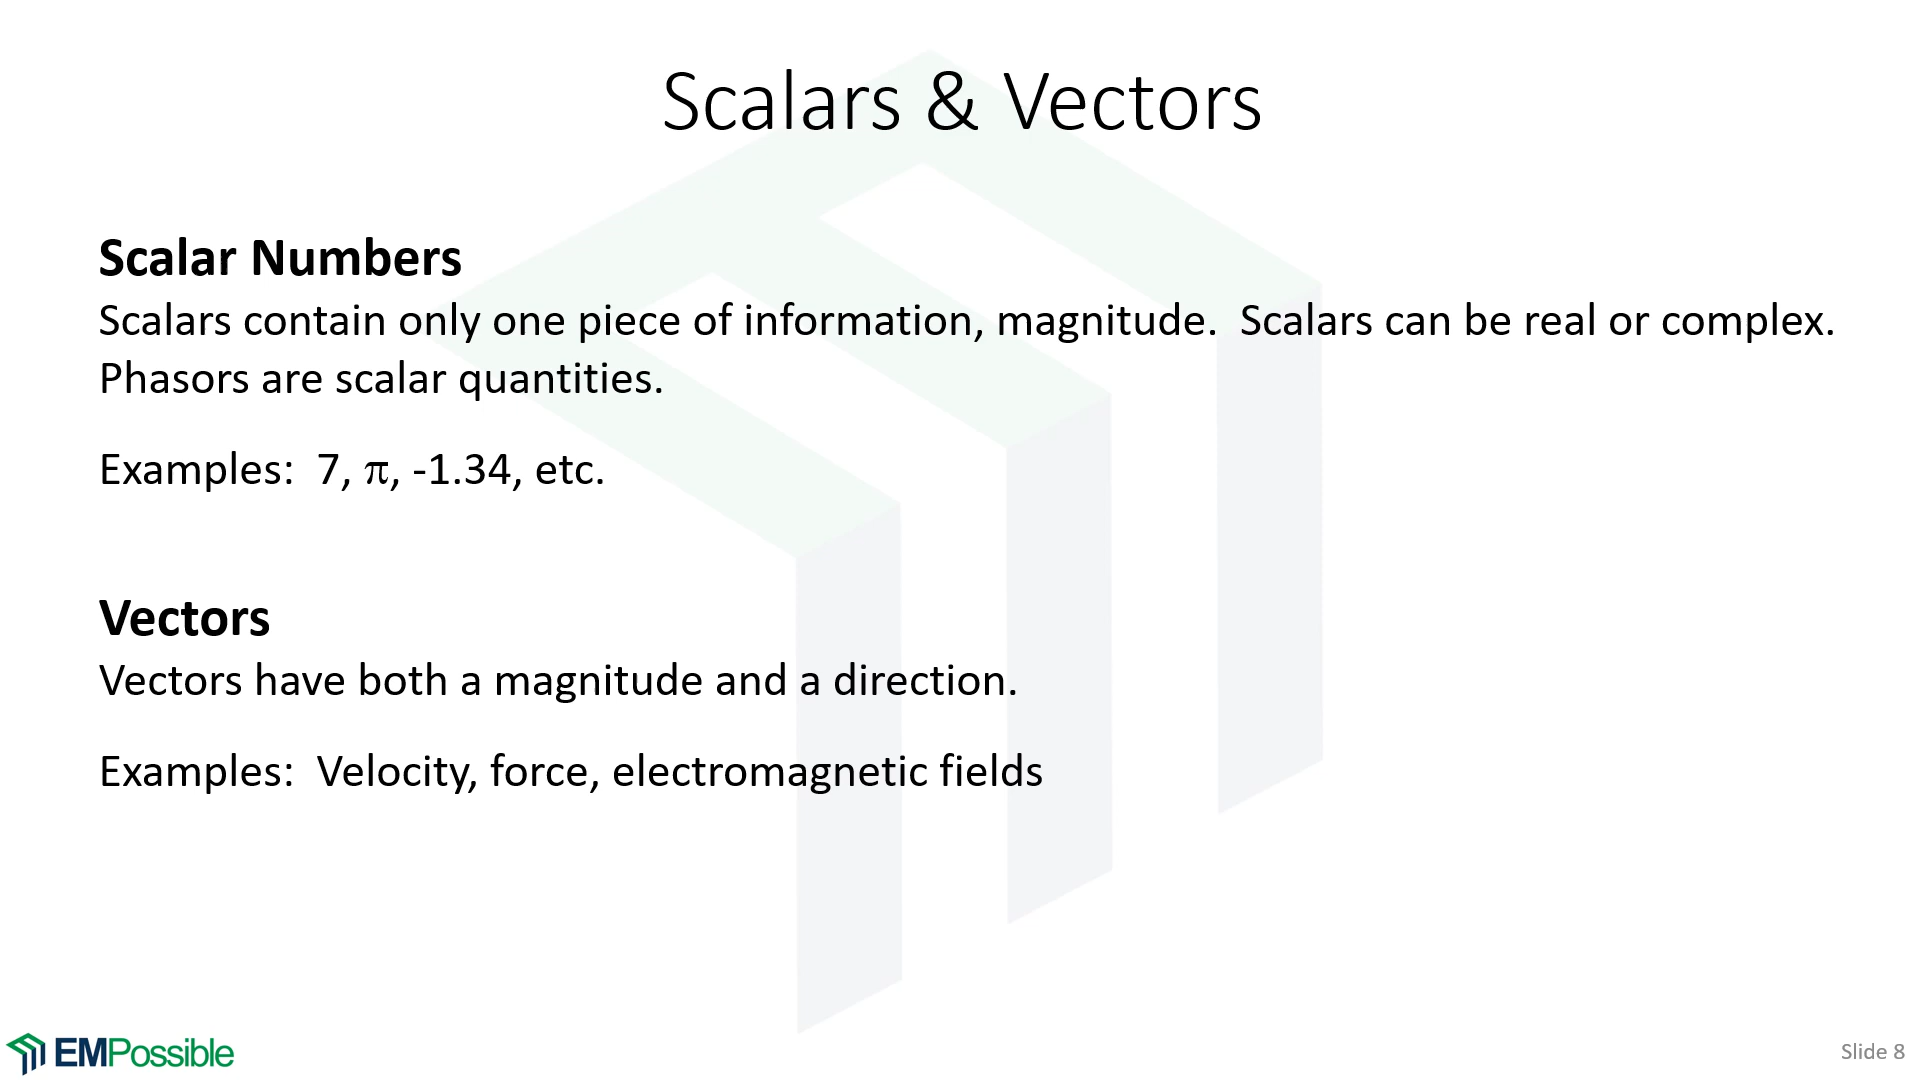 Scalars & Vectors
Scalar Numbers
Scalars contain only one piece of information, magnitude.  Scalars can be real or complex.
Phasors are scalar quantities.
Examples:  7, π, -1.34, etc.
Vectors
Vectors have both a magnitude and a direction.
Examples:  Velocity, force, electromagnetic fields
EMPossible
Slide 8